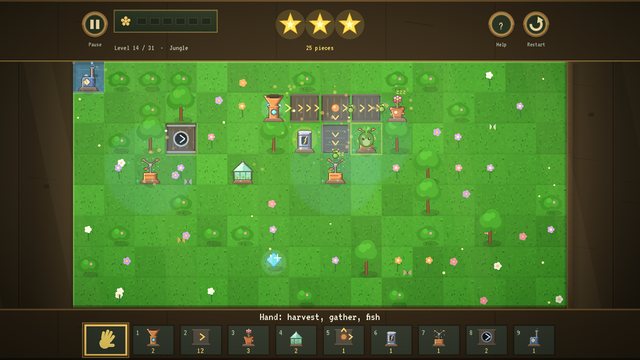 Pause
Level 14 / 31 · Jungle
25 pieces
?
Help
Restart
zzz
Hand: harvest, gather, fish
1
2
2
12
3
3
4
2
5
1
6
1
7
1
8
2
9
1